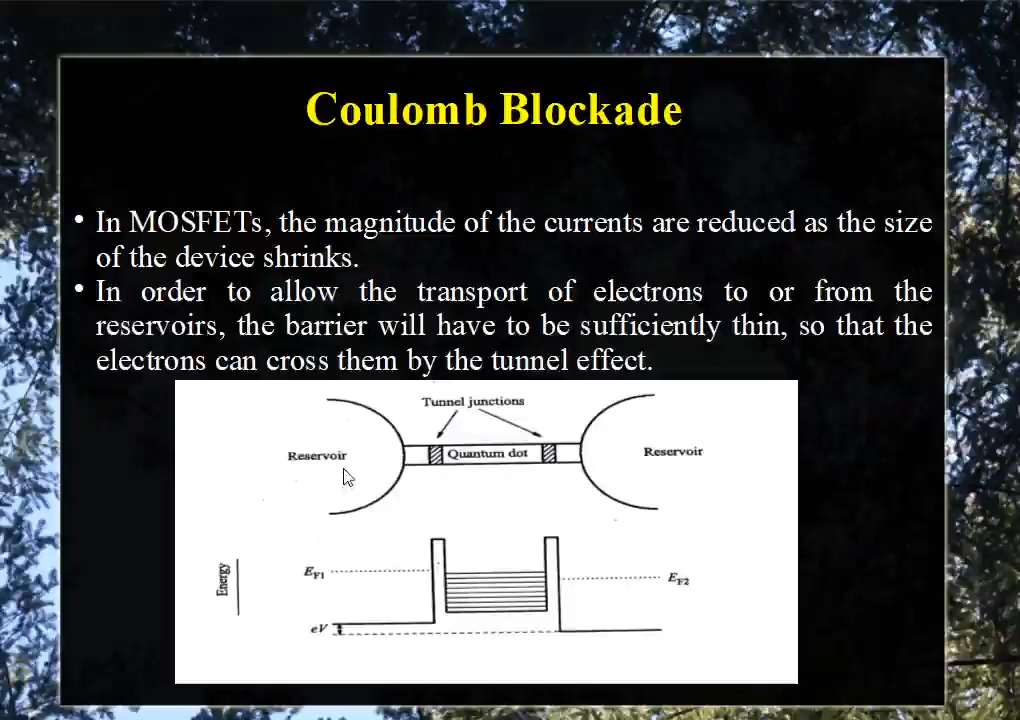 Coulomb Blockade
• In MOSFETs, the magnitude of the currents are reduced as the size
of the device shrinks.
• In order to allow the transport of electrons to or from the
reservoirs, the barrier will have to be sufficiently thin, so that the
electrons can cross them by the tunnel effect.
Tunnel junctions
Reservoir
Quantum dot
Reservoir
Energy
EF1
EF2
eV